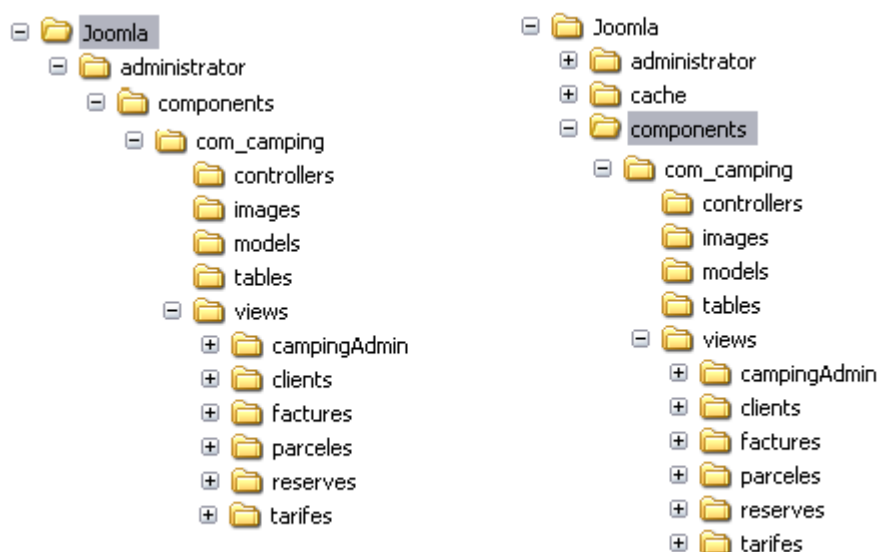 Joomla
administrator
components
com_camping
controllers
images
models
tables
views
campingAdmin
clients
factures
parceles
reserves
tarifes
Joomla
administrator
cache
components
com_camping
controllers
images
models
tables
views
campingAdmin
clients
factures
parceles
reserves
tarifes